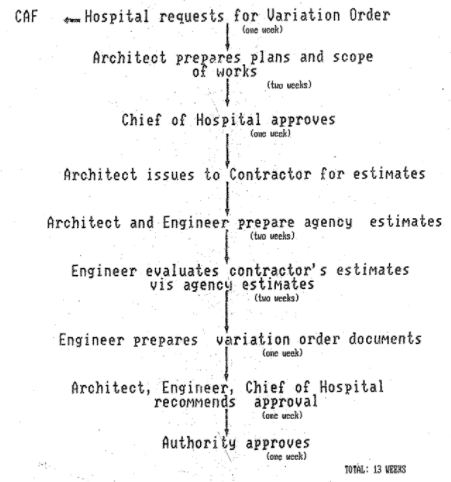 CAF ← Hospital requests for Variation Order
(one week)
Architect prepares plans and scope
of works
(two weeks)
Chief of Hospital approves
(one week)
Architect issues to Contractor for estimates
Architect and Engineer prepare agency estimates
(two weeks)
Engineer evaluates contractor's estimates
vis agency estimates
(two weeks)
Engineer prepares variation order documents
(one week)
Architect, Engineer, Chief of Hospital
recommends approval
(one week)
Authority approves
(one week)
TOTAL: 13 WEEKS